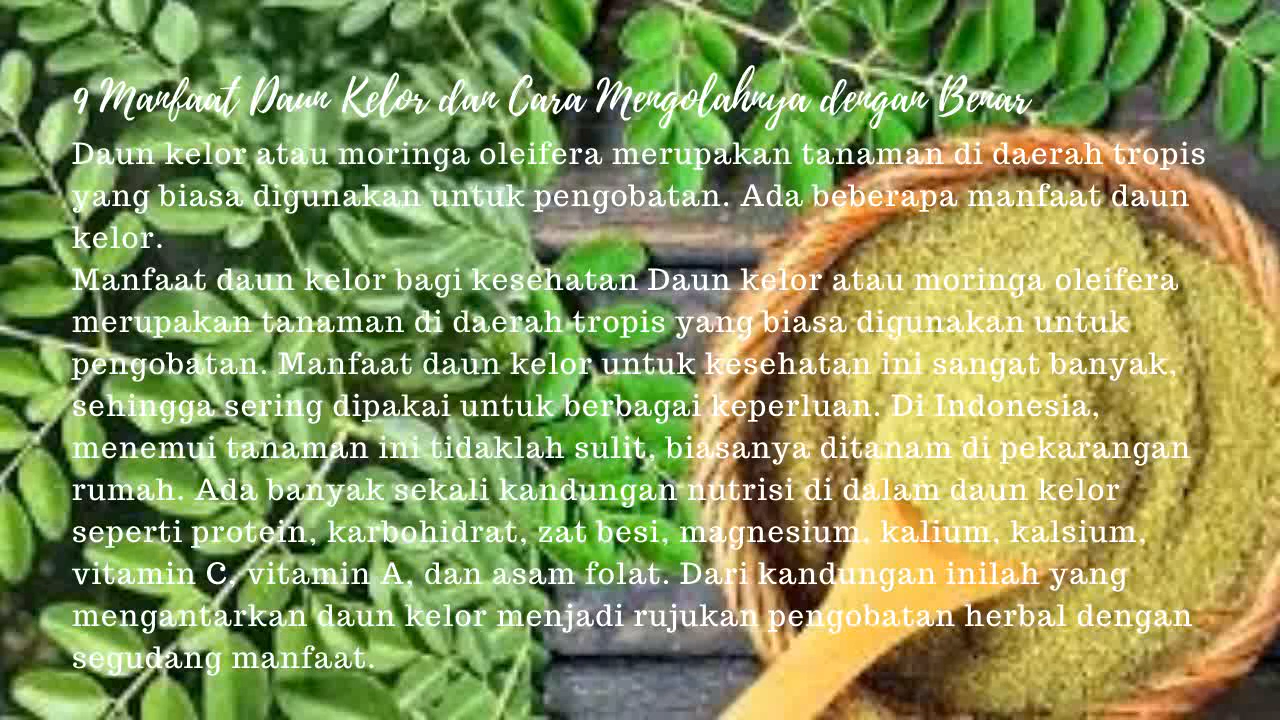 9 Manfaat Daun Kelor dan Cara Mengolahnya dengan Benar
Daun kelor atau moringa oleifera merupakan tanaman di daerah tropis
yang biasa digunakan untuk pengobatan. Ada beberapa manfaat daun
kelor.
Manfaat daun kelor bagi kesehatan Daun kelor atau moringa oleifera
merupakan tanaman di daerah tropis yang biasa digunakan untuk
pengobatan. Manfaat daun kelor untuk kesehatan ini sangat banyak,
sehingga sering dipakai untuk berbagai keperluan. Di Indonesia,
menemui tanaman ini tidaklah sulit, biasanya ditanam di pekarangan
rumah. Ada banyak sekali kandungan nutrisi di dalam daun kelor
seperti protein, karbohidrat, zat besi, magnesium, kalium, kalsium,
vitamin C, vitamin A, dan asam folat. Dari kandungan inilah yang
mengantarkan daun kelor menjadi rujukan pengobatan herbal dengan
segudang manfaat.